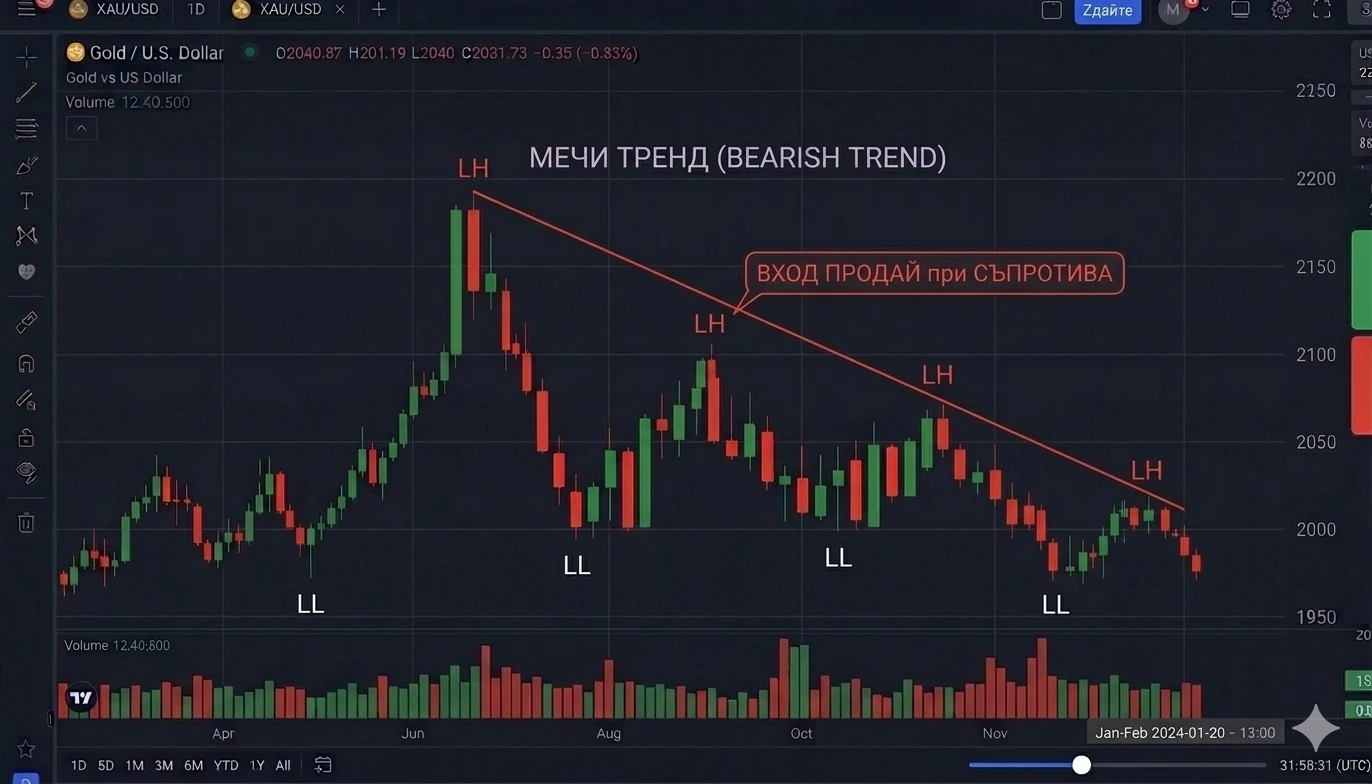 XAU/USD 1D XAU/USD
Zдайте M
Gold / U.S. Dollar O2040.87 H201.19 L2040 C2031.73 −0.35 (−0.83%)
Gold vs US Dollar
Volume 12.40.500
2150
МЕЧИ ТРЕНД (BEARISH TREND)
LH
2200
2150
ВХОД ПРОДАЙ при СЪПРОТИВА
LH
2100
LH
2050
LH
2000
LL
LL
LL
LL
1950
Volume 12.40;800
Apr Jun Aug Oct Nov Jan-Feb 2024-01-20 − 13:00
1D 5D 1M 3M 6M YTD 1Y All
31:58:31 (UTC)